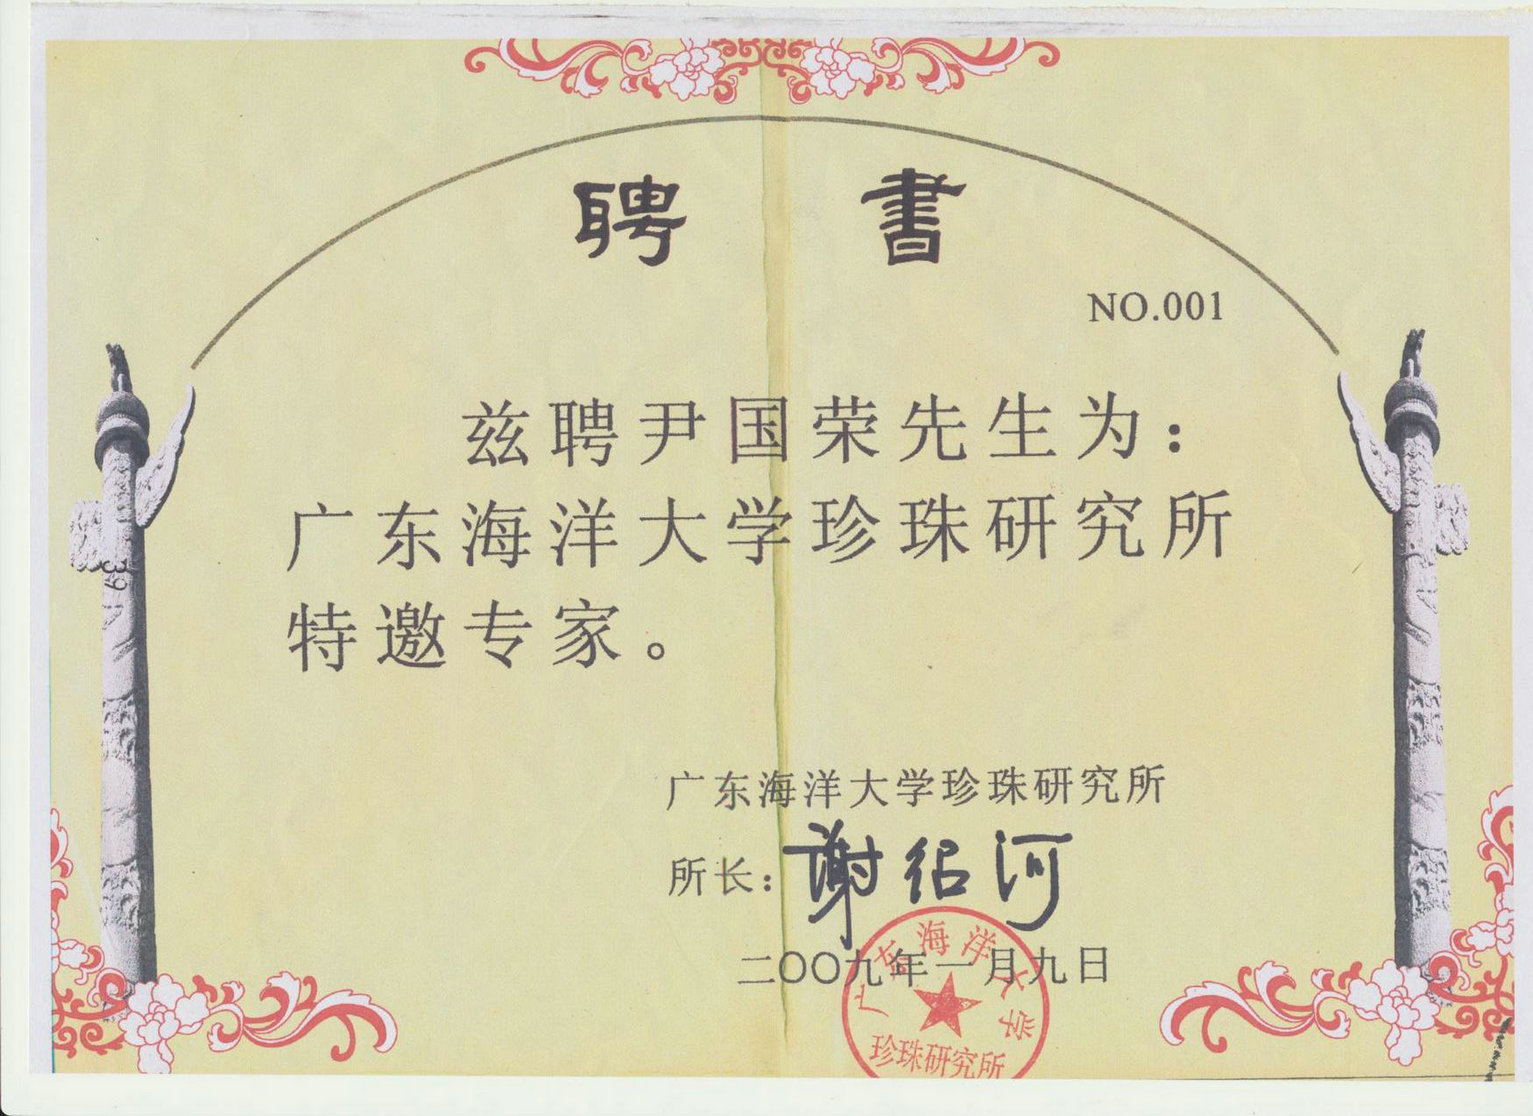 聘 書
NO.001
兹聘尹国荣先生为：
广东海洋大学珍珠研究所
特邀专家。
广东海洋大学珍珠研究所
所长：谢绍河
二〇〇九年一月九日
广东海洋大学
珍珠研究所